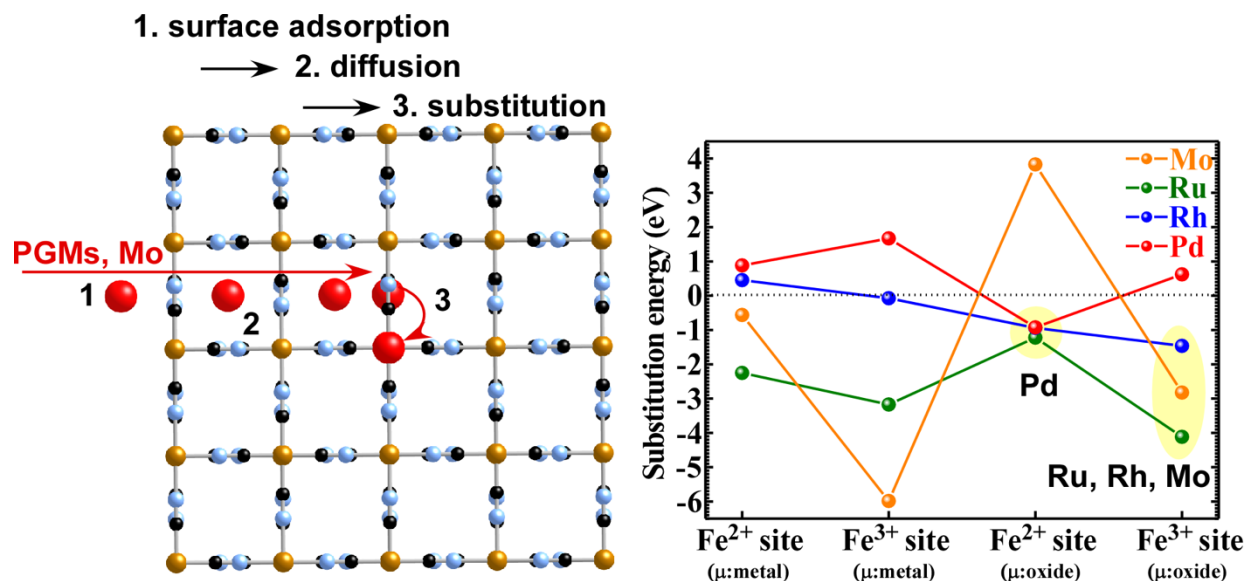 1. surface adsorption
2. diffusion
3. substitution
PGMs, Mo
1
2
3
Substitution energy (eV)
4
3
2
1
0
-1
-2
-3
-4
-5
-6
Mo
Ru
Rh
Pd
Pd
Ru, Rh, Mo
Fe²⁺ site
(μ:metal)
Fe³⁺ site
(μ:metal)
Fe²⁺ site
(μ:oxide)
Fe³⁺ site
(μ:oxide)